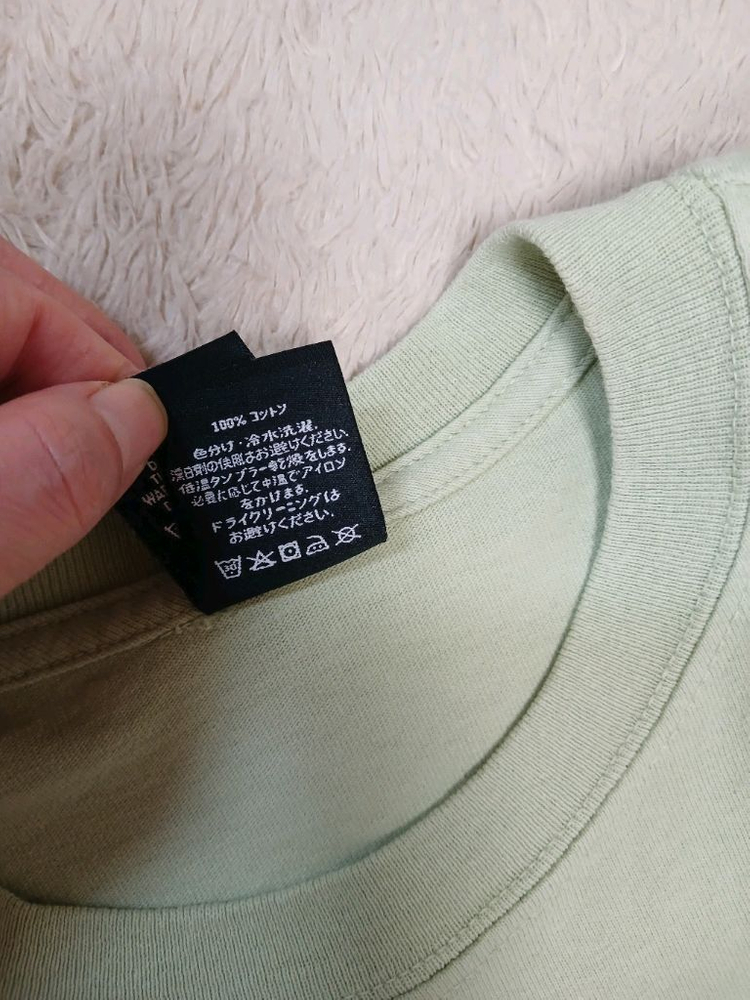 100% コットン
色分け・冷水洗濯.
漂白剤の使用はお避けください.
低温タンブラー乾燥をします.
必要に応じて中温でアイロン
をかけます.
ドライクリーニングは
お避けください.
30